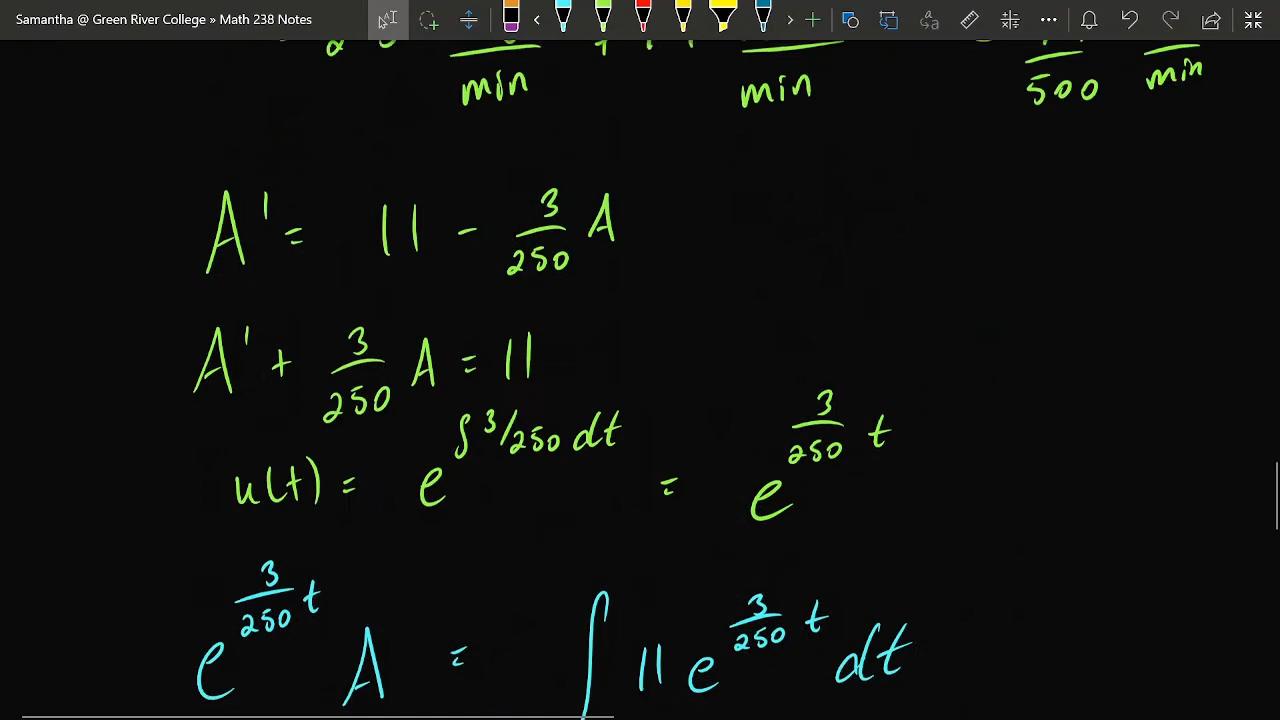 Samantha @ Green River College » Math 238 Notes
min min 500 min
A' = 11 - 3/250 A
A' + 3/250 A = 11
u(t) = e^∫ 3/250 dt = e^3/250 t
e^3/250 t A = ∫ 11 e^3/250 t dt